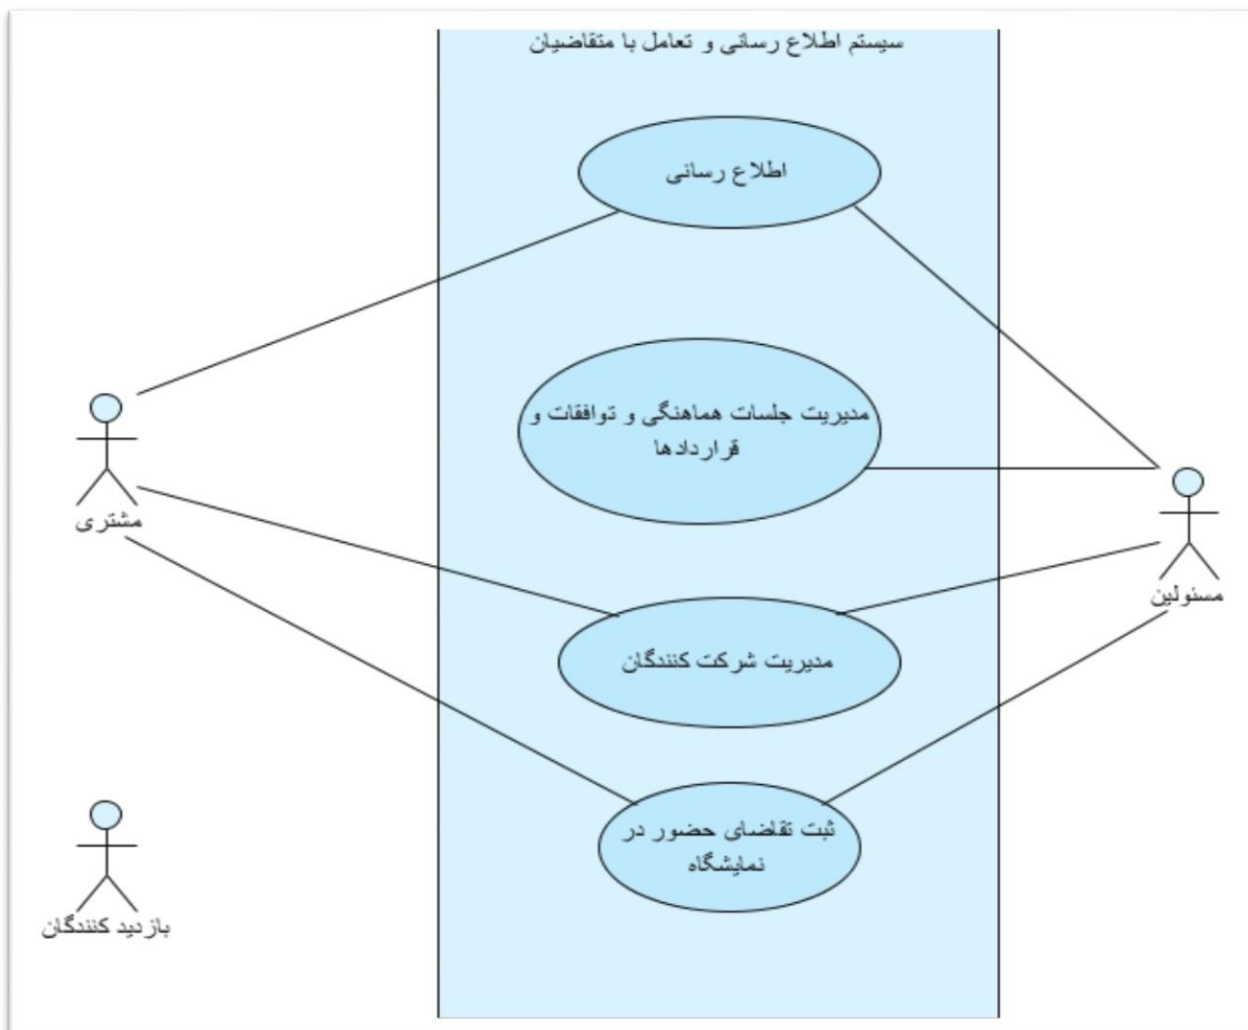 سیستم اطلاع رسانی و تعامل با متقاضیان
اطلاع رسانی
مدیریت جلسات هماهنگی و توافقات و
قراردادها
مشتری
مسئولین
مدیریت شرکت کنندگان
ثبت تقاضای حضور در
نمایشگاه
بازدید کنندگان